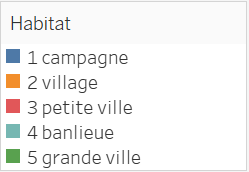 Habitat
1 campagne
2 village
3 petite ville
4 banlieue
5 grande ville